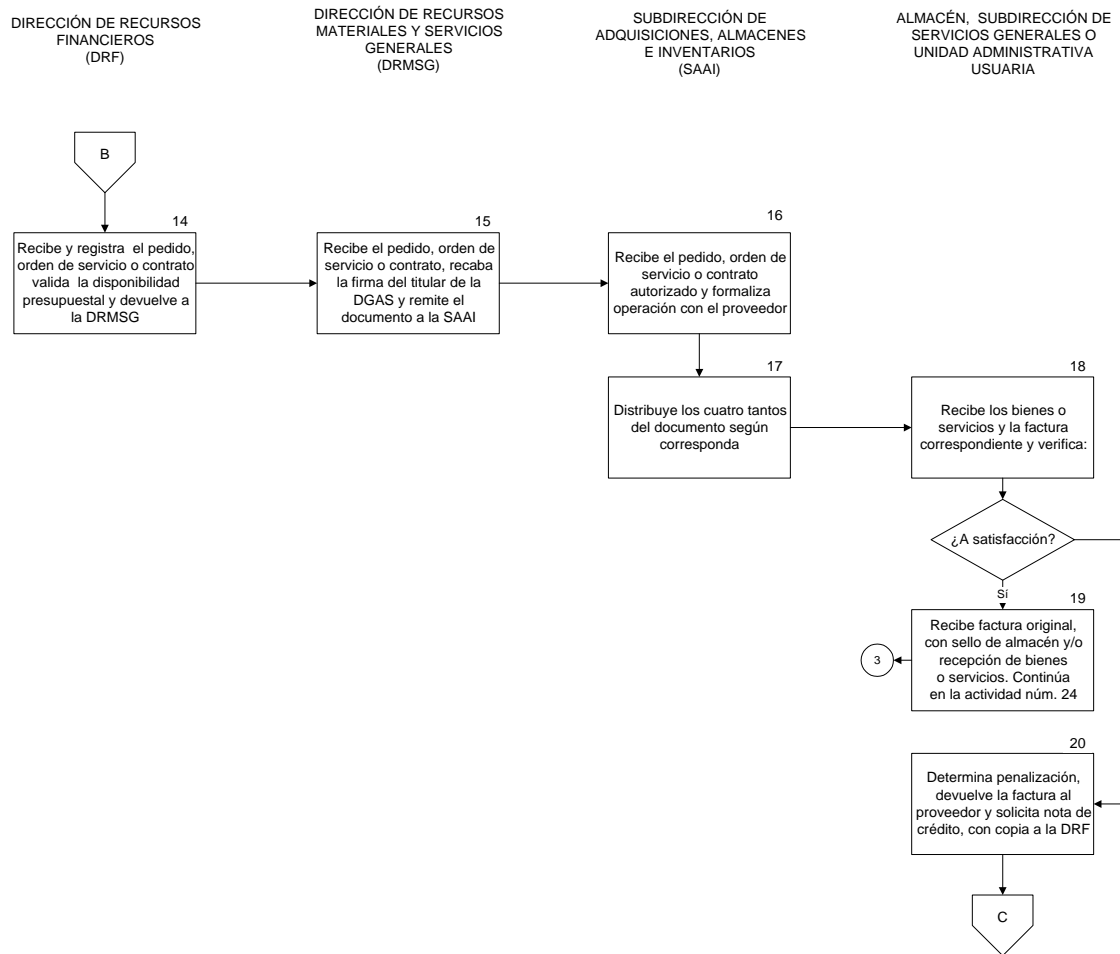 DIRECCIÓN DE RECURSOS
FINANCIEROS
(DRF)
DIRECCIÓN DE RECURSOS
MATERIALES Y SERVICIOS
GENERALES
(DRMSG)
SUBDIRECCIÓN DE
ADQUISICIONES, ALMACENES
E INVENTARIOS
(SAAI)
ALMACÉN, SUBDIRECCIÓN DE
SERVICIOS GENERALES O
UNIDAD ADMINISTRATIVA
USUARIA
B
14
Recibe y registra el pedido,
orden de servicio o contrato
valida la disponibilidad
presupuestal y devuelve a
la DRMSG
15
Recibe el pedido, orden de
servicio o contrato, recaba
la firma del titular de la
DGAS y remite el
documento a la SAAI
16
Recibe el pedido, orden de
servicio o contrato
autorizado y formaliza
operación con el proveedor
17
Distribuye los cuatro tantos
del documento según
corresponda
18
Recibe los bienes o
servicios y la factura
correspondiente y verifica:
¿A satisfacción?
Sí
19
Recibe factura original,
con sello de almacén y/o
recepción de bienes
o servicios. Continúa
en la actividad núm. 24
3
20
Determina penalización,
devuelve la factura al
proveedor y solicita nota de
crédito, con copia a la DRF
C